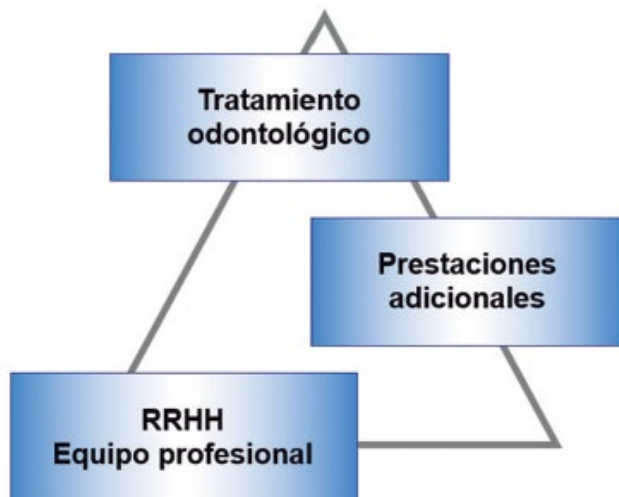 Tratamiento
odontológico
Prestaciones
adicionales
RRHH
Equipo profesional